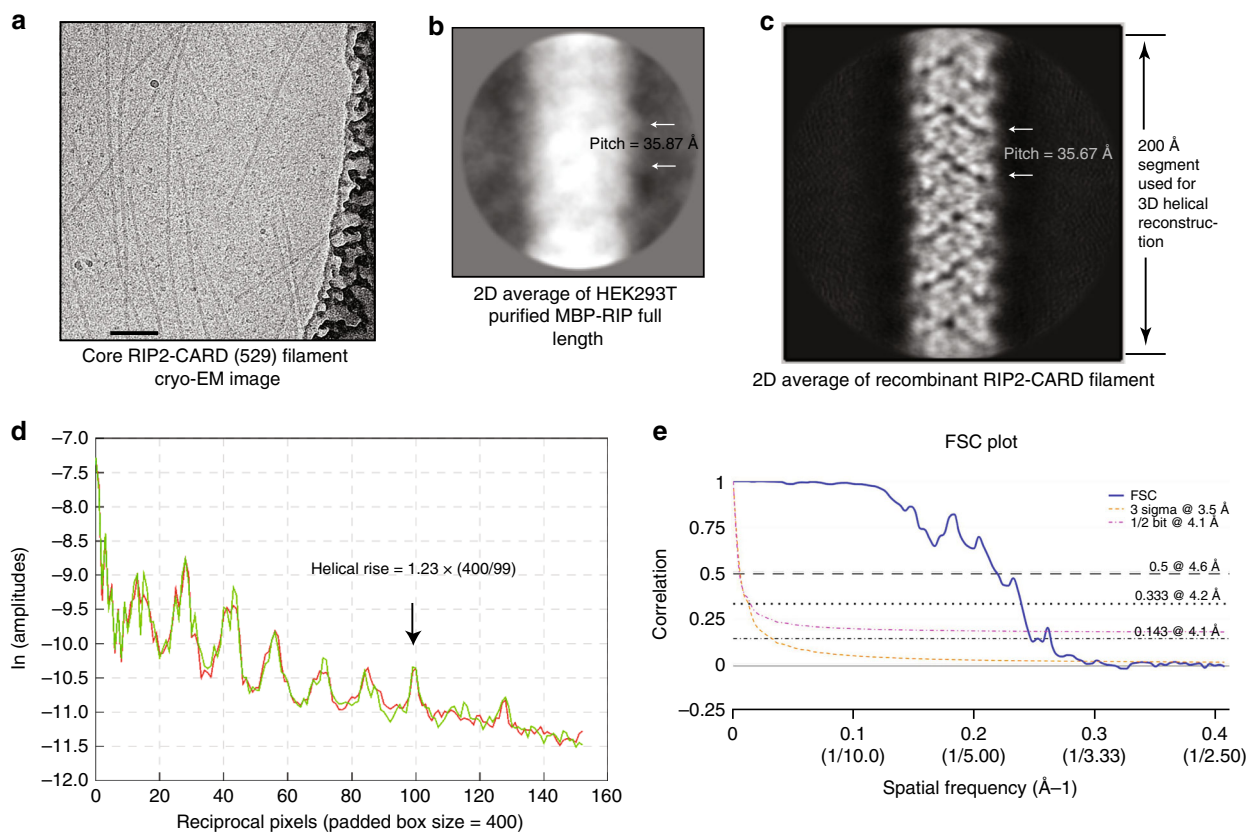 a
Core RIP2-CARD (529) filament
cryo-EM image
b
Pitch = 35.87 Å
2D average of HEK293T
purified MBP-RIP full
length
c
Pitch = 35.67 Å
200 Å
segment
used for
3D helical
reconstruc-
tion
2D average of recombinant RIP2-CARD filament
d
–7.0
–7.5
–8.0
–8.5
–9.0
–9.5
–10.0
–10.5
–11.0
–11.5
–12.0
ln (amplitudes)
Helical rise = 1.23 × (400/99)
0 20 40 60 80 100 120 140 160
Reciprocal pixels (padded box size = 400)
e
FSC plot
1
0.75
0.5
0.25
0
–0.25
Correlation
FSC
3 sigma @ 3.5 Å
1/2 bit @ 4.1 Å
0.5 @ 4.6 Å
0.333 @ 4.2 Å
0.143 @ 4.1 Å
0 0.1 0.2 0.3 0.4
(1/10.0) (1/5.00) (1/3.33) (1/2.50)
Spatial frequency (Å–1)